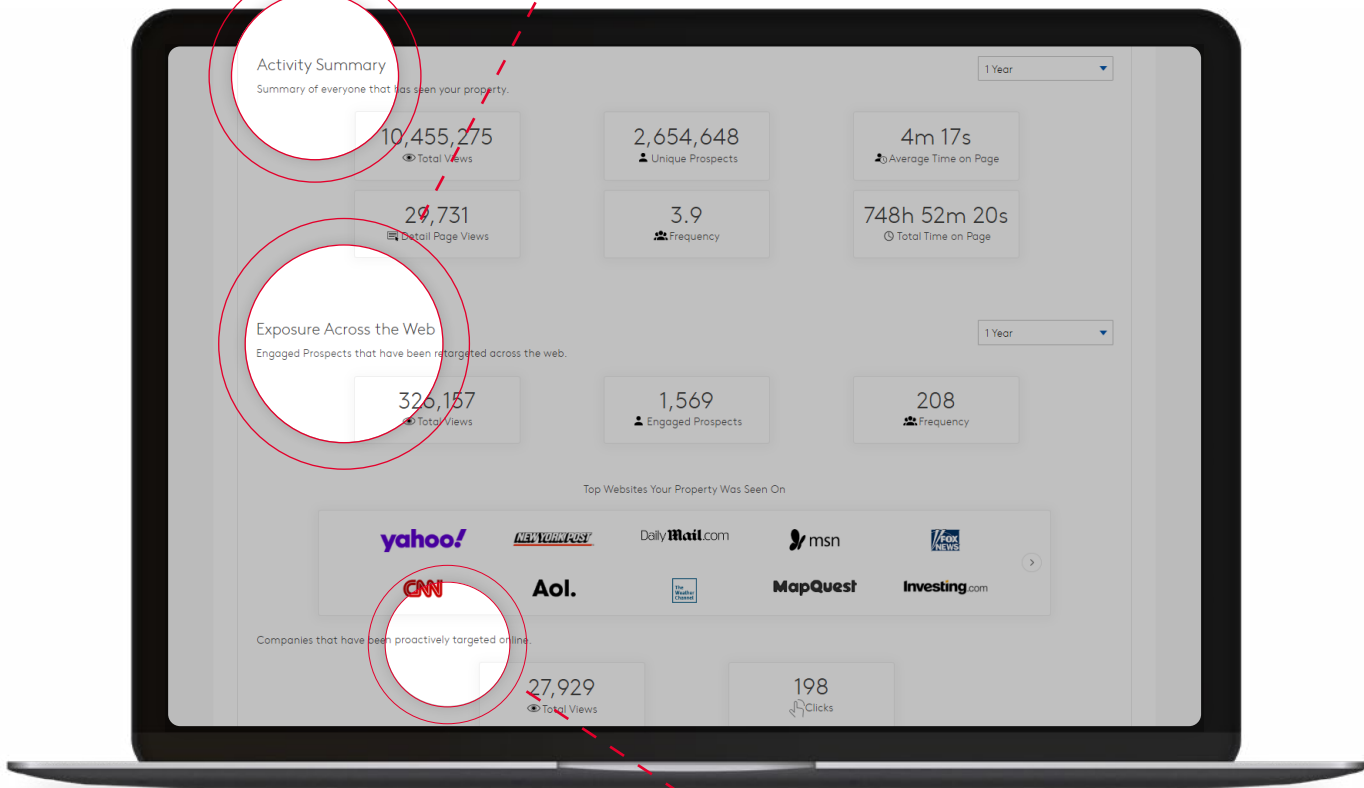 Activity Summary
1 Year
Summary of everyone that has seen your property.
10,455,275
2,654,648
4m 17s
Total Views
Unique Prospects
Average Time on Page
29,731
3.9
748h 52m 20s
Detail Page Views
Frequency
Total Time on Page
Exposure Across the Web
1 Year
Engaged Prospects that have been retargeted across the web.
326,157
1,569
208
Total Views
Engaged Prospects
Frequency
Top Websites Your Property Was Seen On
yahoo!
NEW YORK POST
Daily Mail.com
msn
FOX NEWS
CNN
Aol.
The Weather Channel
MapQuest
Investing.com
Companies that have been proactively targeted online.
27,929
198
Total Views
Clicks